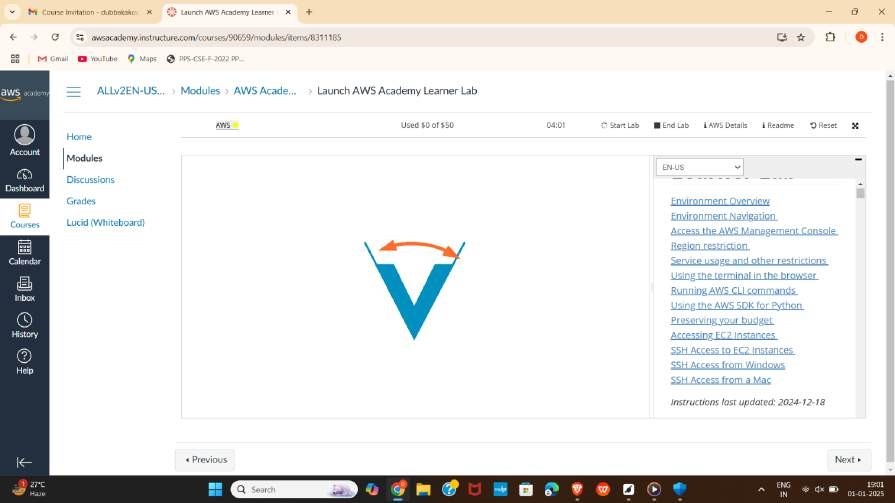 Course Invitation - dubbakakc
Launch AWS Academy Learner
awsacademy.instructure.com/courses/90659/modules/items/8311185
Gmail
YouTube
Maps
PPS-CSE-F-2022 PP...
aws academy
ALLv2EN-US...
Modules
AWS Acade...
Launch AWS Academy Learner Lab
AWS
Used $0 of $50
04:01
Start Lab
End Lab
AWS Details
Readme
Reset
Account
Dashboard
Courses
Calendar
Inbox
History
Help
Home
Modules
Discussions
Grades
Lucid (Whiteboard)
EN-US
Environment Overview
Environment Navigation
Access the AWS Management Console
Region restriction
Service usage and other restrictions
Using the terminal in the browser
Running AWS CLI commands
Using the AWS SDK for Python
Preserving your budget
Accessing EC2 Instances
SSH Access to EC2 Instances
SSH Access from Windows
SSH Access from a Mac
Instructions last updated: 2024-12-18
Previous
Next
1
27°C
Haze
Search
ENG
IN
19:01
01-01-2025